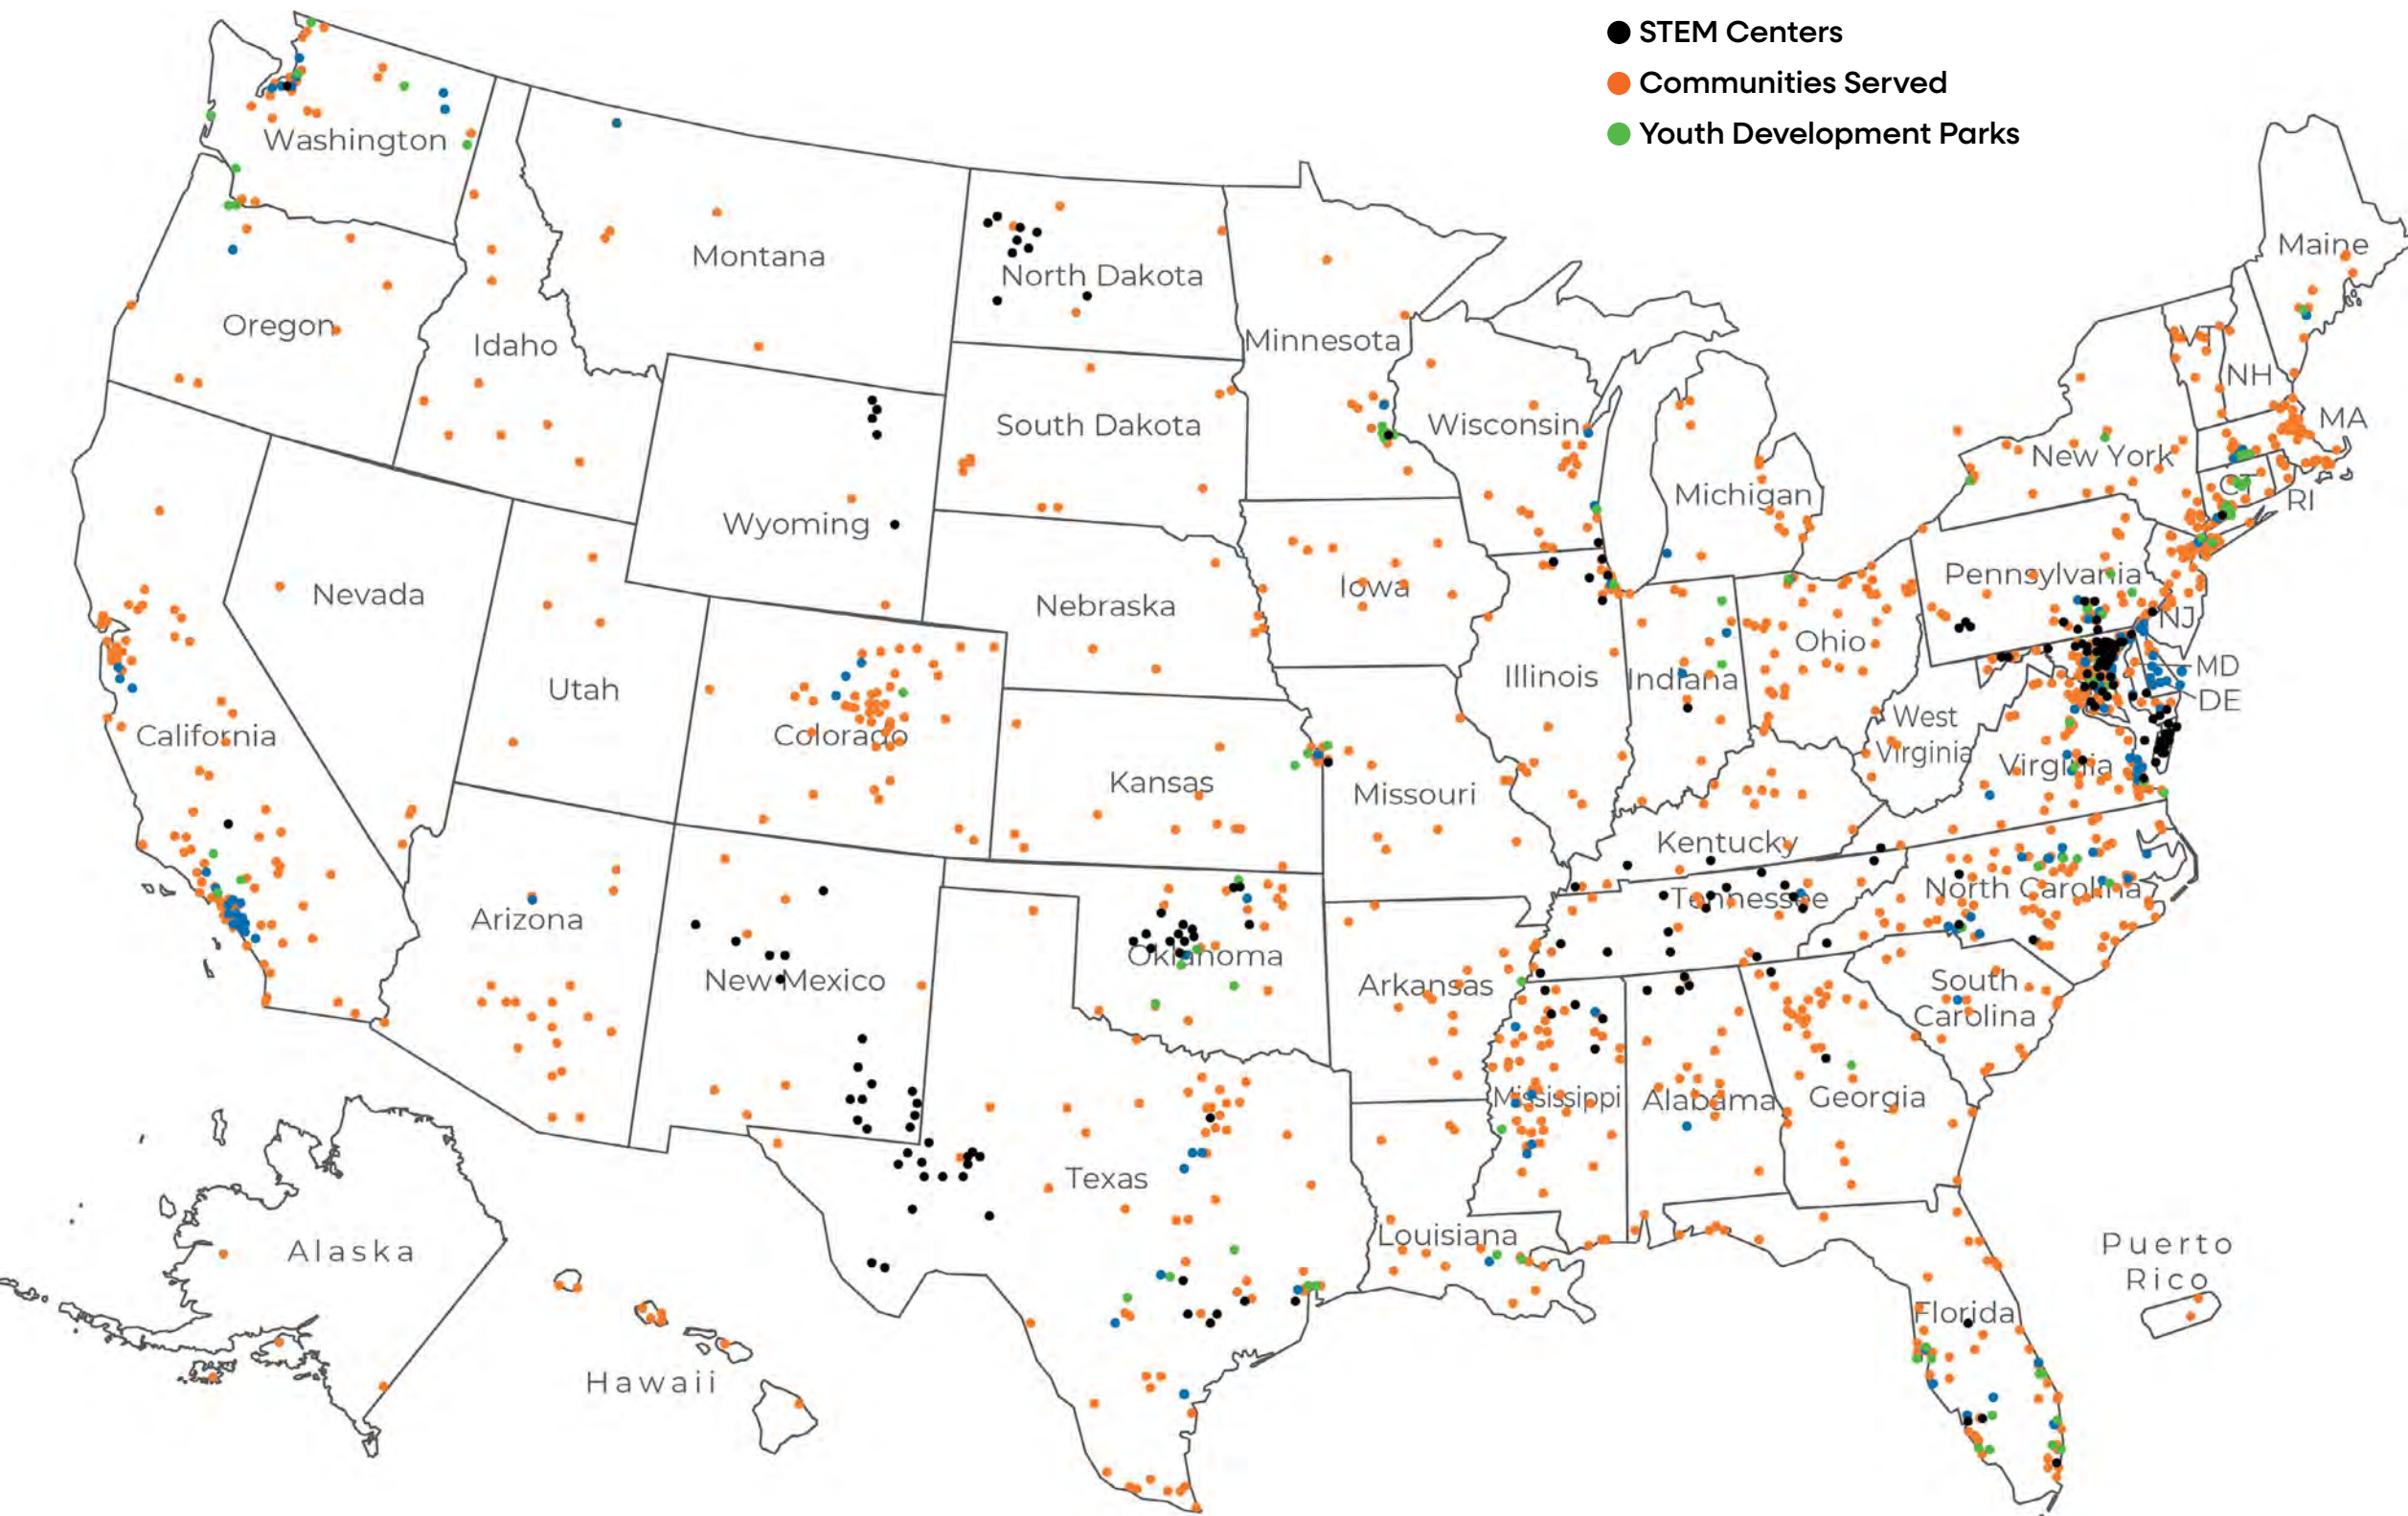 STEM Centers
Communities Served
Youth Development Parks
Washington
Maine
Montana
North Dakota
Oregon
Idaho
Minnesota
VT
NH
South Dakota
Wisconsin
MA
New York
Michigan
CT
RI
Wyoming
Pennsylvania
Iowa
Nevada
Nebraska
NJ
Ohio
Utah
Illinois
Indiana
MD
DE
California
Colorado
West
Virginia
Virginia
Kansas
Missouri
Kentucky
North Carolina
Arizona
Tennessee
Oklahoma
New Mexico
Arkansas
South
Carolina
Mississippi
Alabama
Georgia
Texas
Louisiana
Alaska
Puerto
Rico
Florida
Hawaii